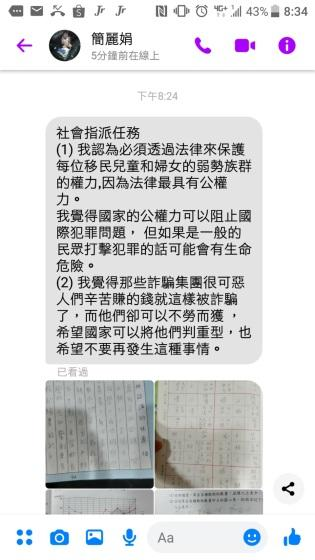 43% 8:34
簡麗娟
5分鐘前在線上
下午8:24
社會指派任務
(1) 我認為必須透過法律來保護
每位移民兒童和婦女的弱勢族群
的權力,因為法律最具有公權
力。
我覺得國家的公權力可以阻止國
際犯罪問題， 但如果是一般的
民眾打擊犯罪的話可能會有生命
危險。
(2) 我覺得那些詐騙集團很可惡
人們辛苦賺的錢就這樣被詐騙
了，而他們卻可以不勞而獲 ，
希望國家可以將他們判重型，也
希望不要再發生這種事情。
已看過
Aa